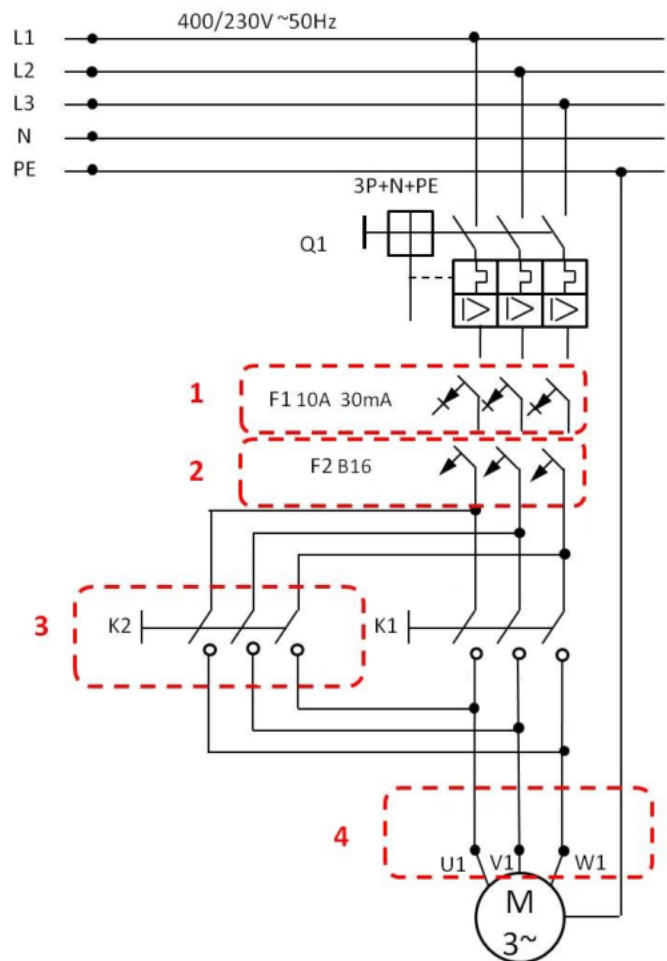 400/230V ~50Hz
L1
L2
L3
N
PE
3P+N+PE
Q1
1
F1 10A 30mA
2
F2 B16
3
K2
K1
4
U1
V1
W1
M
3~